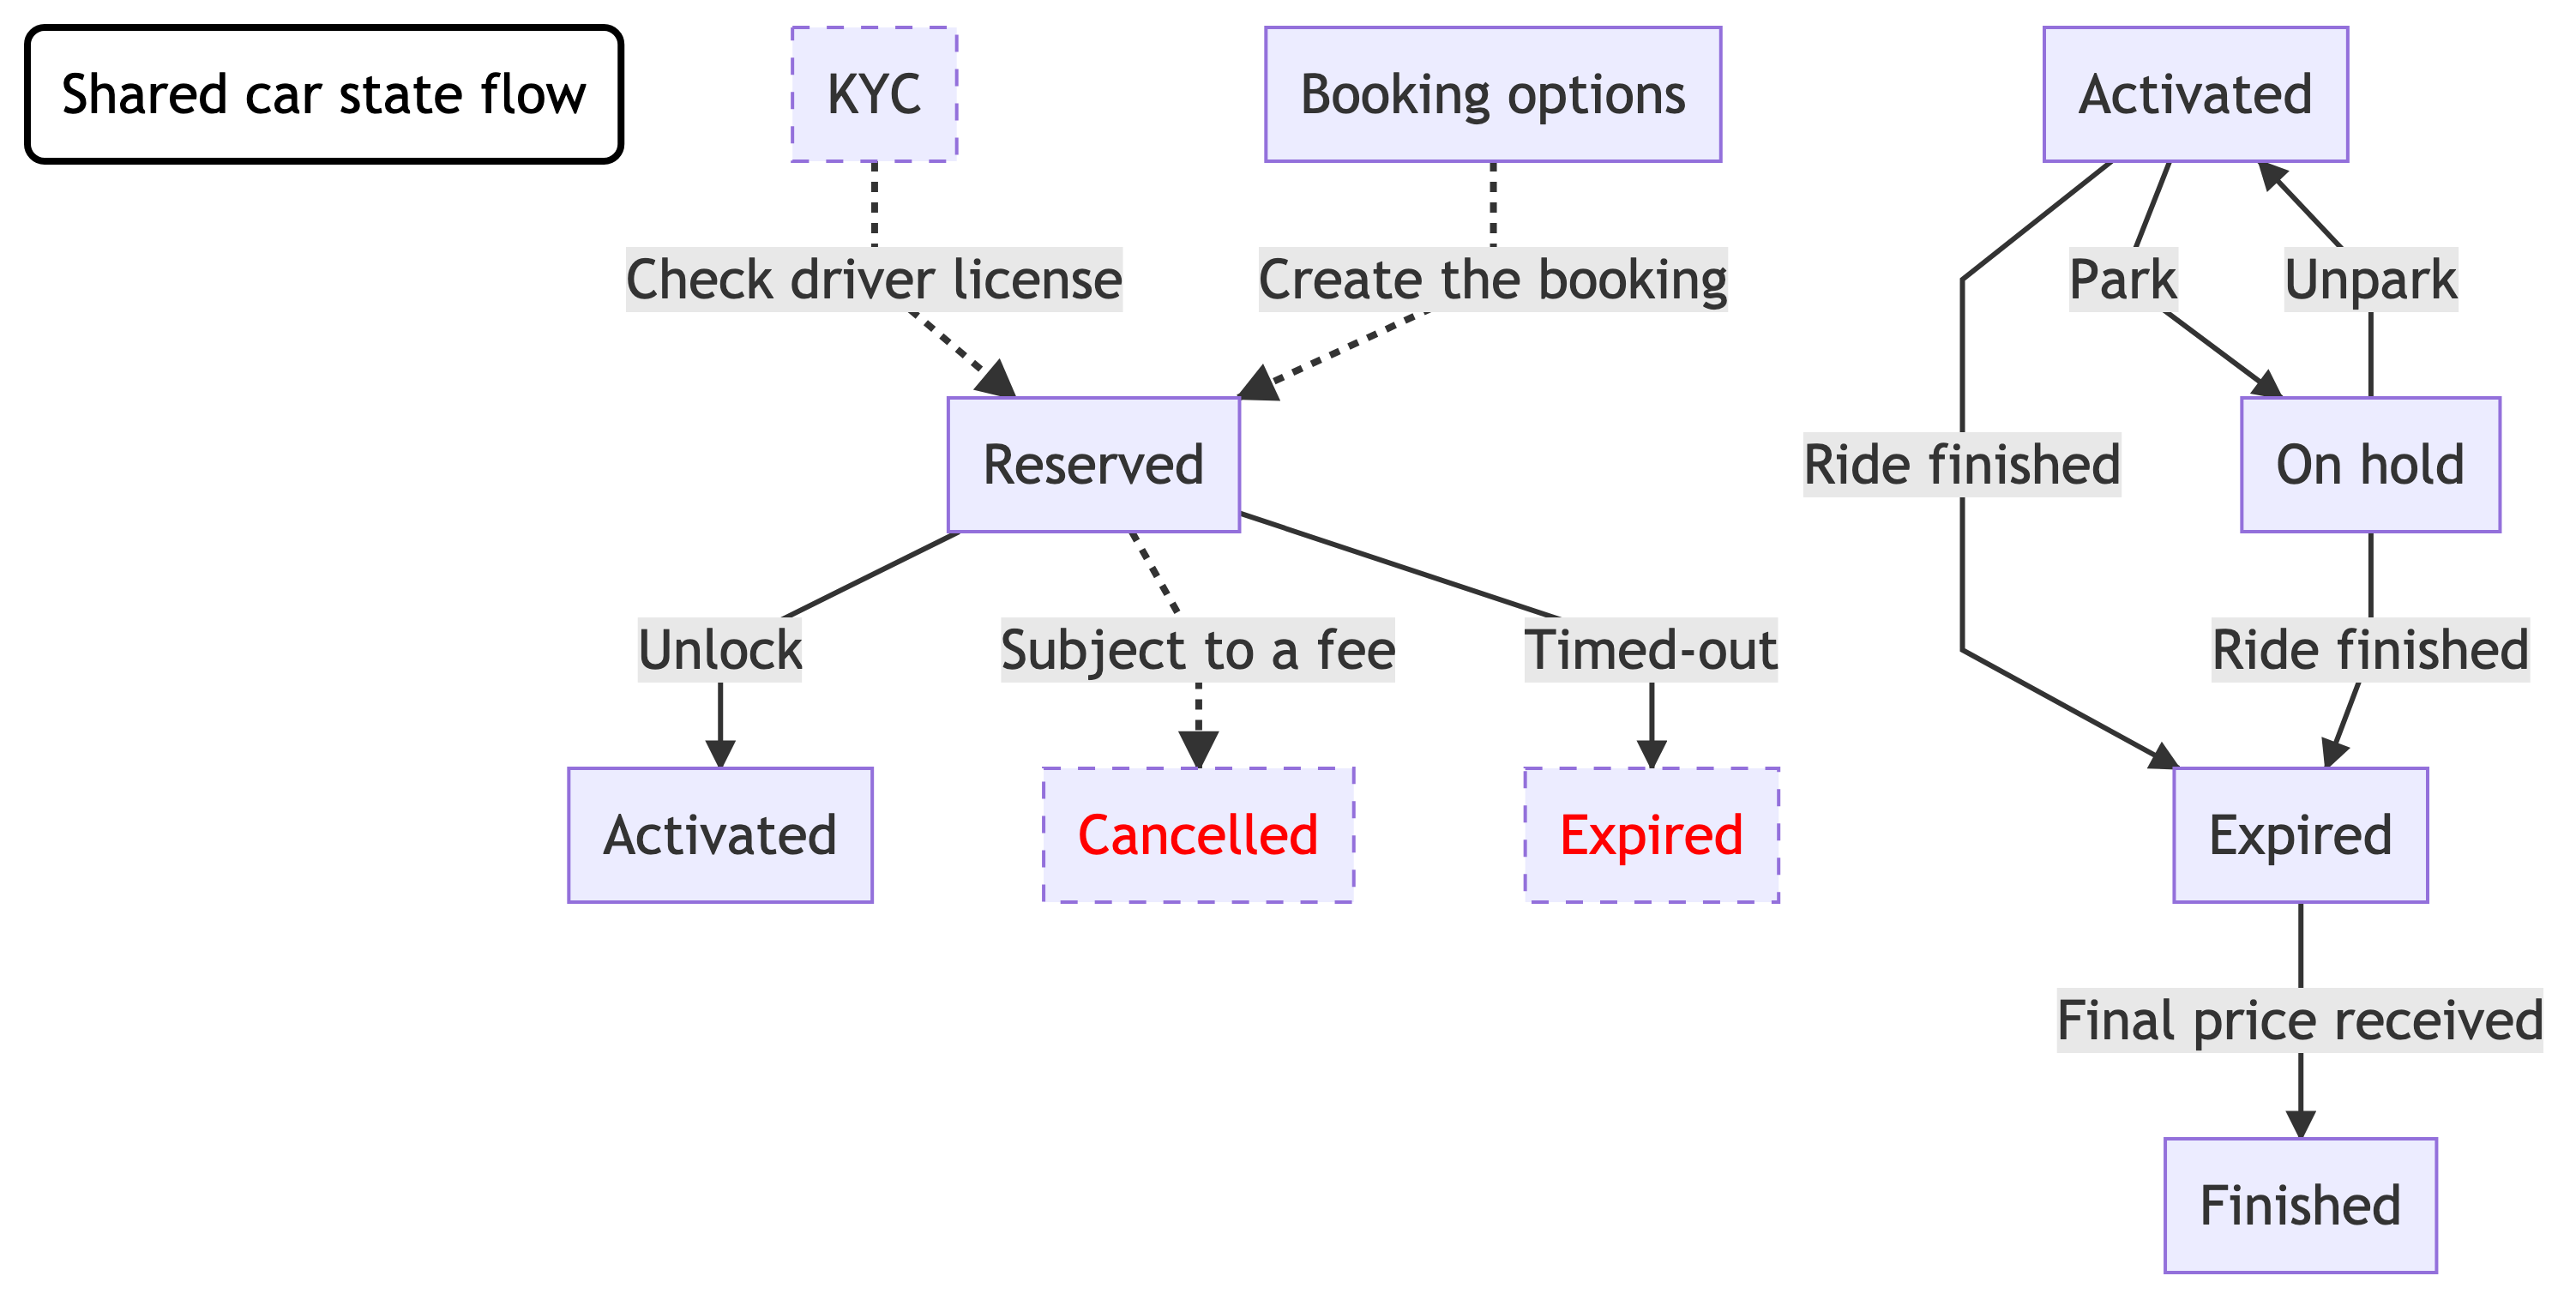 Shared car state flow
KYC
Booking options
Activated
Check driver license
Create the booking
Park
Unpark
Reserved
Ride finished
On hold
Unlock
Subject to a fee
Timed-out
Ride finished
Activated
Cancelled
Expired
Expired
Final price received
Finished